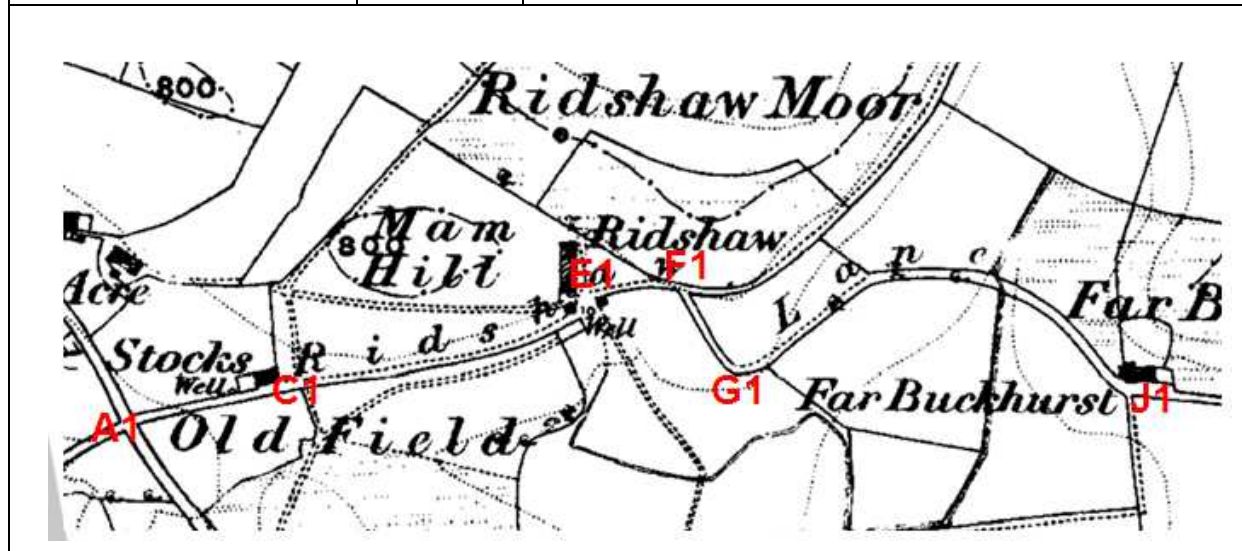 800
Ridshaw Moor
Mam
Hill
800
Ridshaw
E1
F1
Acre
Ridshaw Lane
Well
Far B
Stocks
Well
C1
G1
Far Buckhurst
J1
A1
Old Field